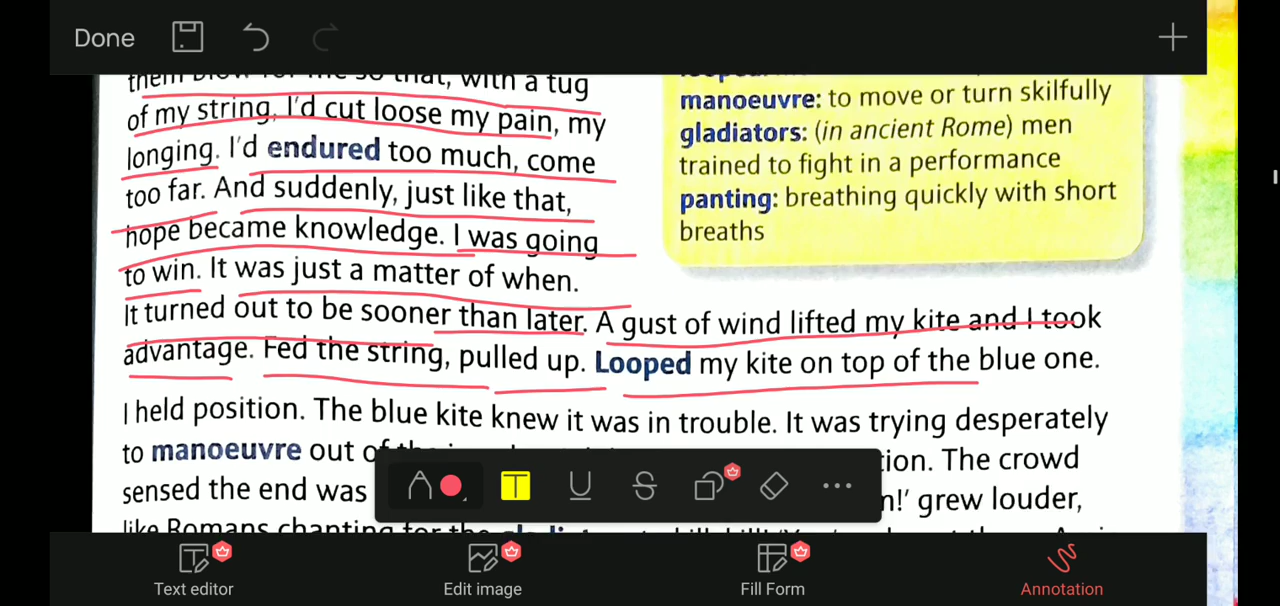 Done
them blow for me so that, with a tug
of my string, I'd cut loose my pain, my
longing. I'd endured too much, come
too far. And suddenly, just like that,
hope became knowledge. I was going
to win. It was just a matter of when.
It turned out to be sooner than later. A gust of wind lifted my kite and I took
advantage. Fed the string, pulled up. Looped my kite on top of the blue one.
I held position. The blue kite knew it was in trouble. It was trying desperately
to manoeuvre out of the
tion. The crowd
sensed the end was
grew louder,
like Romans chanting for the
manoeuvre: to move or turn skilfully
gladiators: (in ancient Rome) men
trained to fight in a performance
panting: breathing quickly with short
breaths
T
U
S
Text editor
Edit image
Fill Form
Annotation